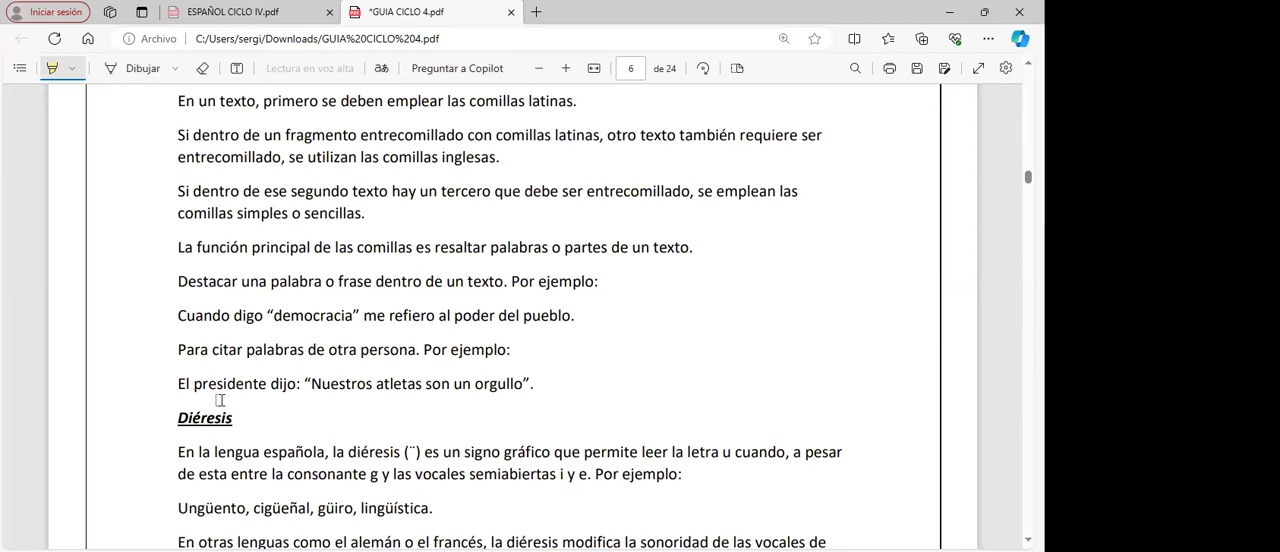 Iniciar sesión
ESPAÑOL CICLO IV.pdf
*GUIA CICLO 4.pdf
Archivo
C:/Users/sergi/Downloads/GUIA%20CICLO%204.pdf
Dibujar
Lectura en voz alta
aあ
Preguntar a Copilot
6
de 24
En un texto, primero se deben emplear las comillas latinas.
Si dentro de un fragmento entrecomillado con comillas latinas, otro texto también requiere ser
entrecomillado, se utilizan las comillas inglesas.
Si dentro de ese segundo texto hay un tercero que debe ser entrecomillado, se emplean las
comillas simples o sencillas.
La función principal de las comillas es resaltar palabras o partes de un texto.
Destacar una palabra o frase dentro de un texto. Por ejemplo:
Cuando digo “democracia” me refiero al poder del pueblo.
Para citar palabras de otra persona. Por ejemplo:
El presidente dijo: “Nuestros atletas son un orgullo”.
Diéresis
En la lengua española, la diéresis (¨) es un signo gráfico que permite leer la letra u cuando, a pesar
de esta entre la consonante g y las vocales semiabiertas i y e. Por ejemplo:
Ungüento, cigüeñal, güiro, lingüística.
En otras lenguas como el alemán o el francés, la diéresis modifica la sonoridad de las vocales de